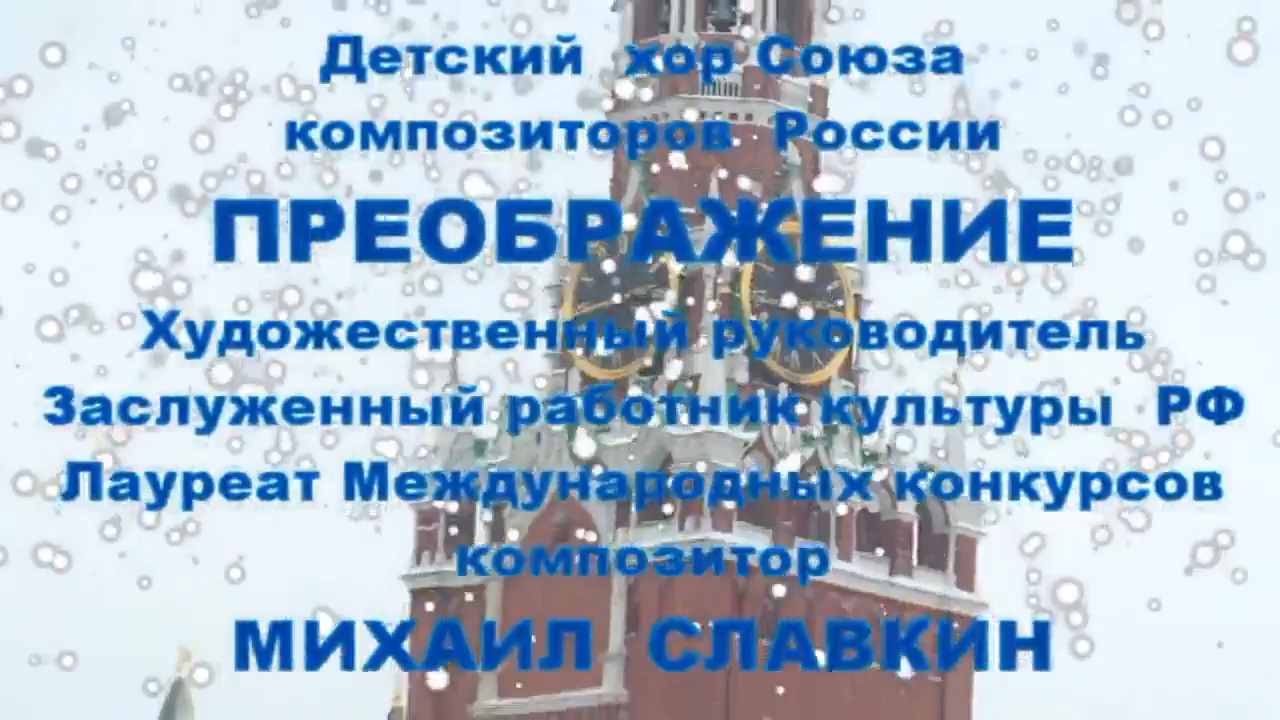 Детский хор Союза
композиторов России
ПРЕОБРАЖЕНИЕ
Художественный руководитель
Заслуженный работник культуры РФ
Лауреат Международных конкурсов
композитор
МИХАИЛ СЛАВКИН